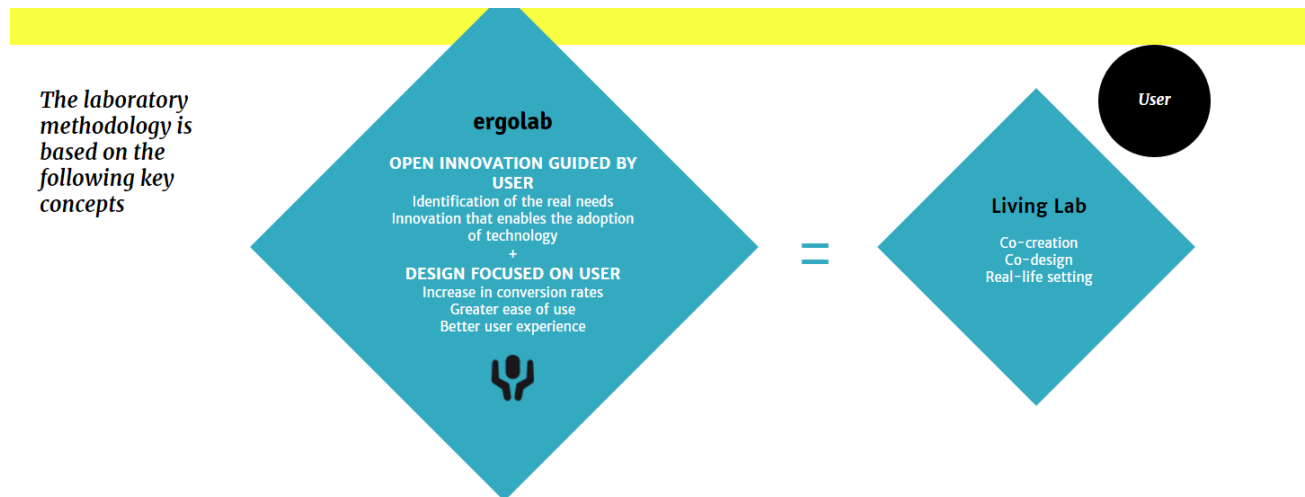 The laboratory
methodology is
based on the
following key
concepts
ergolab
OPEN INNOVATION GUIDED BY
USER
Identification of the real needs
Innovation that enables the adoption
of technology
+
DESIGN FOCUSED ON USER
Increase in conversion rates
Greater ease of use
Better user experience
=
User
Living Lab
Co-creation
Co-design
Real-life setting